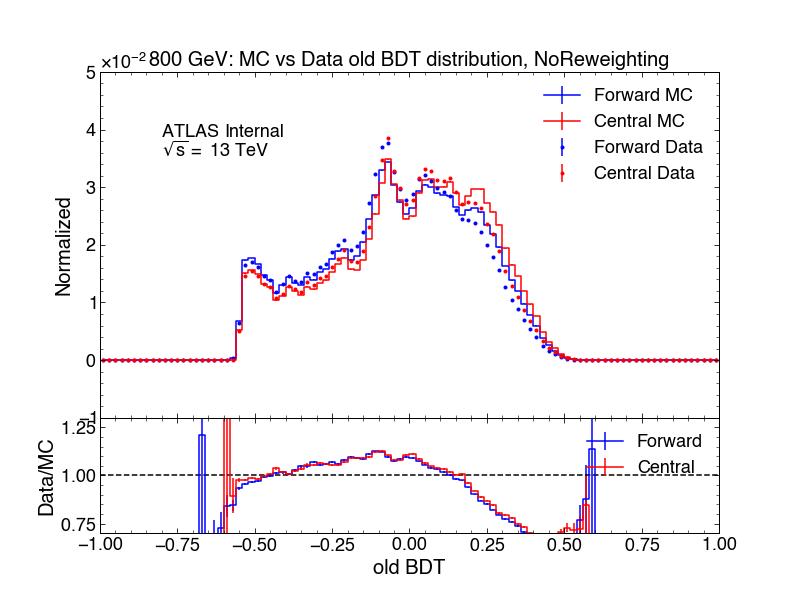 ×10−2 800 GeV: MC vs Data old BDT distribution, NoReweighting
5
4
3
2
1
0
−1
Normalized
ATLAS Internal
√s = 13 TeV
Forward MC
Central MC
Forward Data
Central Data
1.25
1.00
0.75
Data/MC
Forward
Central
−1.00 −0.75 −0.50 −0.25 0.00 0.25 0.50 0.75 1.00
old BDT